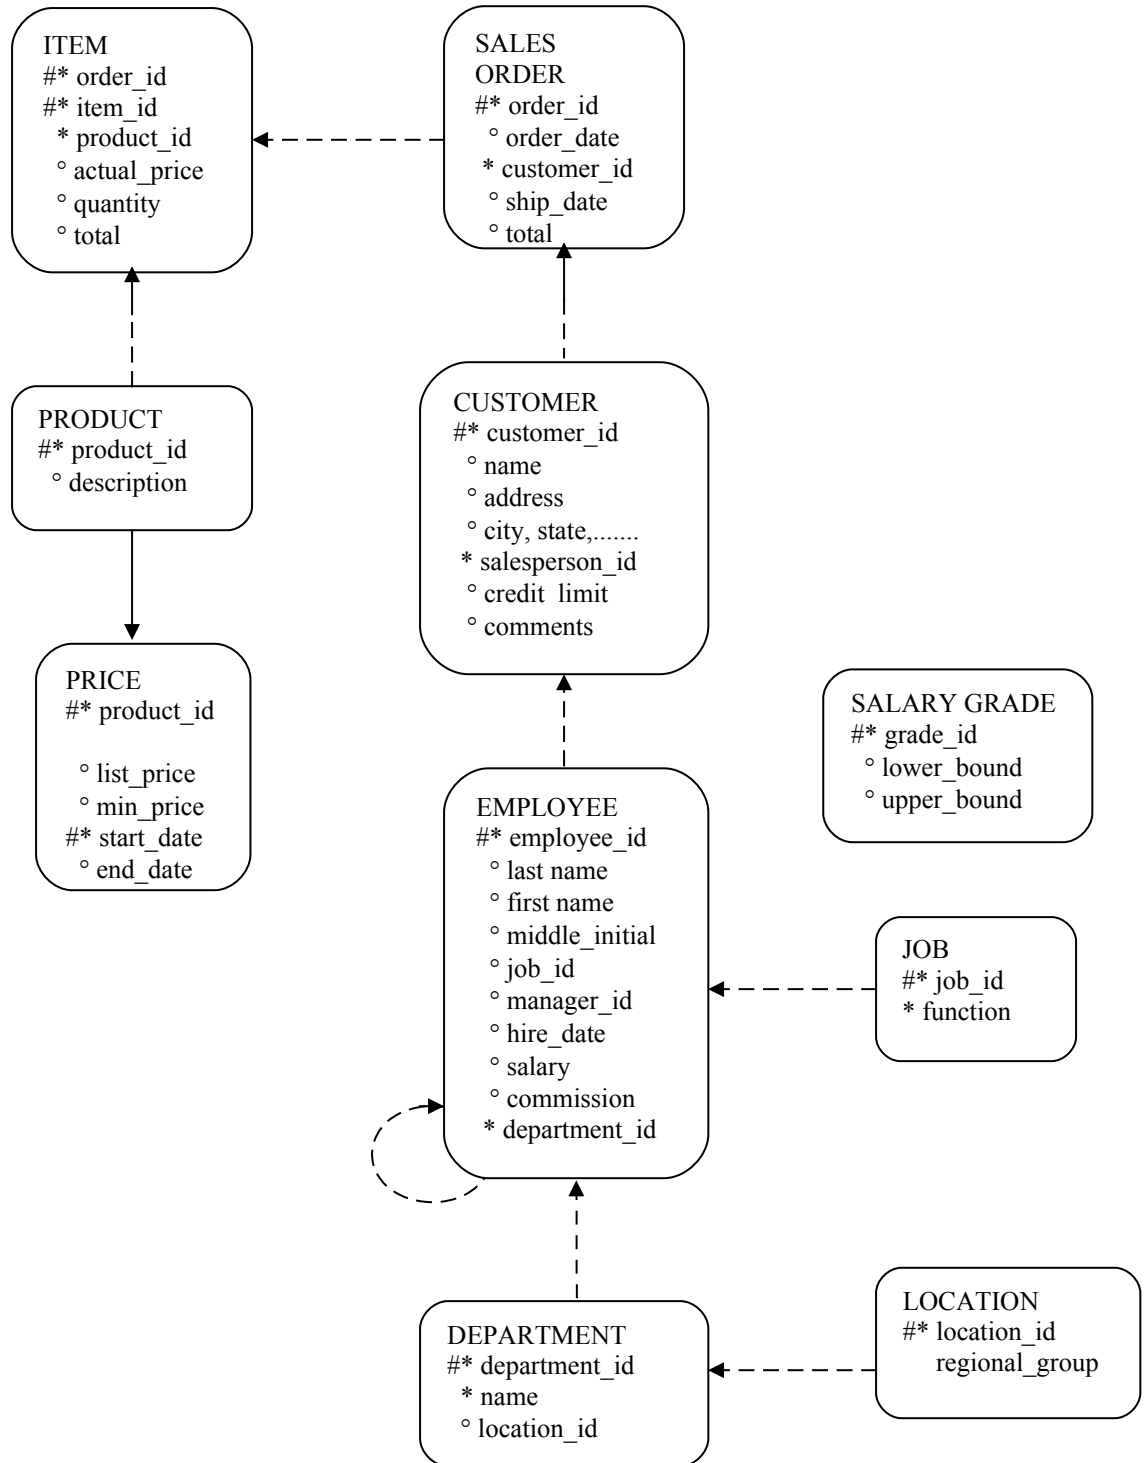 ITEM
#* order_id
#* item_id
* product_id
° actual_price
° quantity
° total
SALES
ORDER
#* order_id
° order_date
* customer_id
° ship_date
° total
PRODUCT
#* product_id
° description
CUSTOMER
#* customer_id
° name
° address
° city, state,.......
* salesperson_id
° credit limit
° comments
PRICE
#* product_id
° list_price
° min_price
#* start_date
° end_date
SALARY GRADE
#* grade_id
° lower_bound
° upper_bound
EMPLOYEE
#* employee_id
° last name
° first name
° middle_initial
° job_id
° manager_id
° hire_date
° salary
° commission
* department_id
JOB
#* job_id
* function
DEPARTMENT
#* department_id
* name
° location_id
LOCATION
#* location_id
regional_group